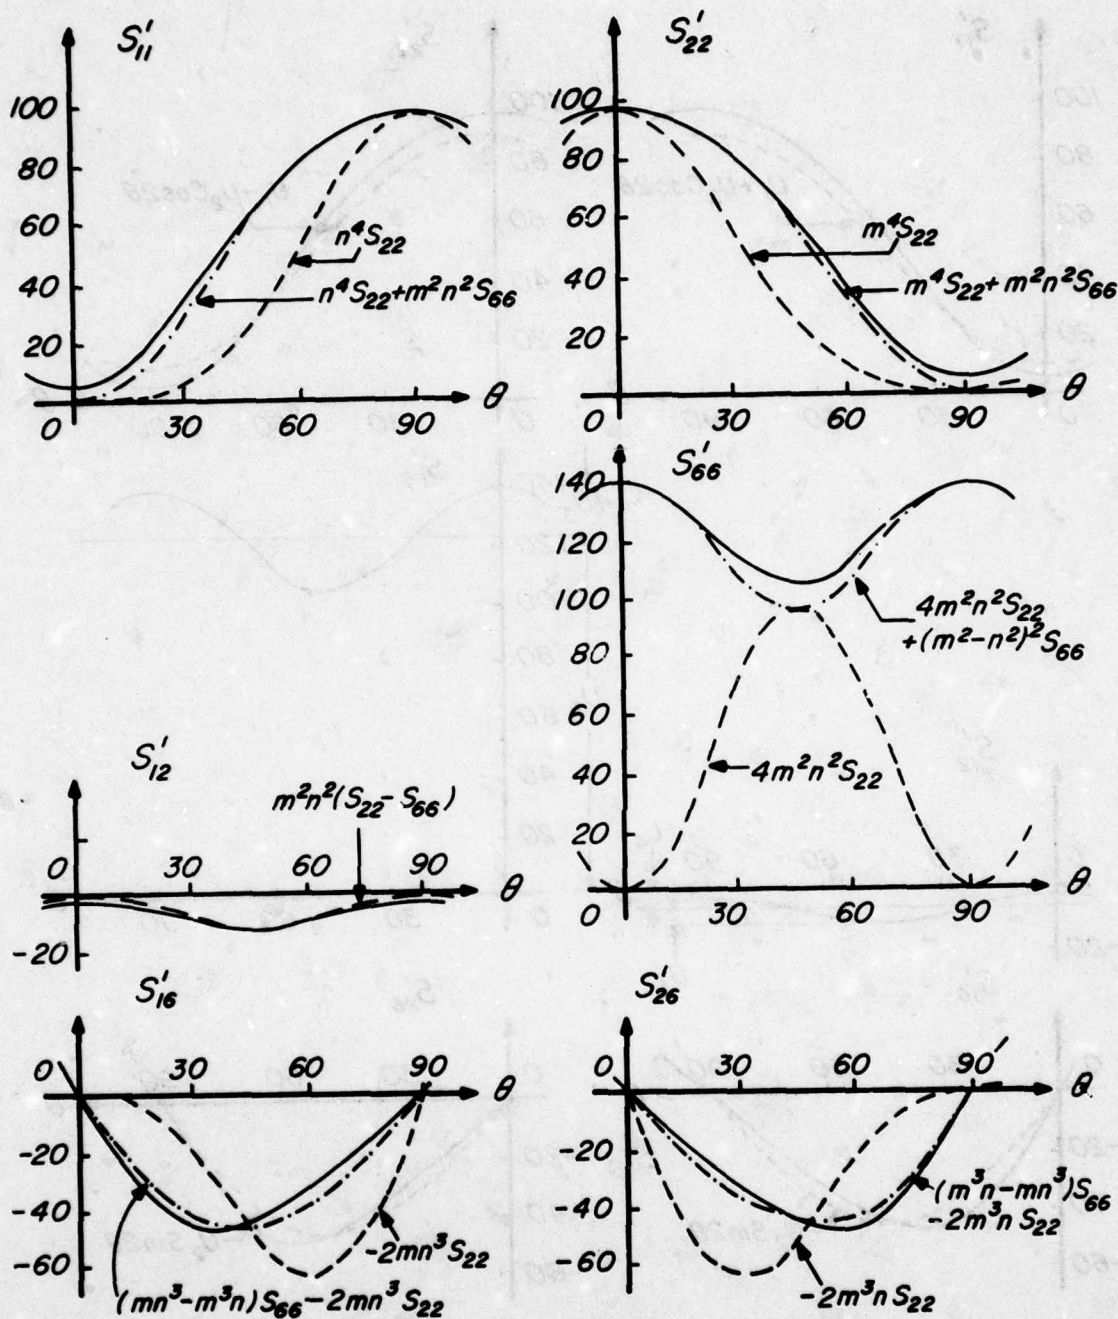 S'₁₁
100
80
60
40
20
0 30 60 90 θ
n⁴S₂₂
n⁴S₂₂+m²n²S₆₆
S'₂₂
100
80
60
40
20
0 30 60 90 θ
m⁴S₂₂
m⁴S₂₂+m²n²S₆₆
S'₆₆
140
120
100
80
60
40
20
0 30 60 90 θ
4m²n²S₂₂
+(m²-n²)²S₆₆
4m²n²S₂₂
S'₁₂
m²n²(S₂₂-S₆₆)
0 30 60 90 θ
-20
S'₁₆
0 30 60 90 θ
-20
-40
-60
-2mn³S₂₂
(mn³-m³n)S₆₆-2mn³S₂₂
S'₂₆
0 30 60 90 θ
-20
-40
-60
(m³n-mn³)S₆₆
-2m³nS₂₂
-2m³nS₂₂